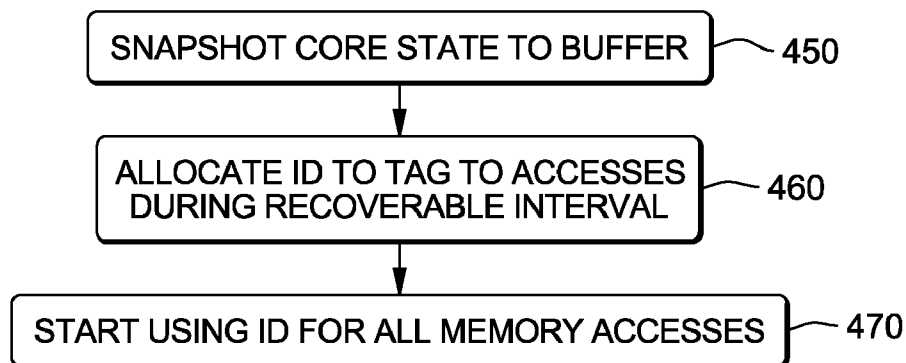 SNAPSHOT CORE STATE TO BUFFER
450
ALLOCATE ID TO TAG TO ACCESSES
DURING RECOVERABLE INTERVAL
460
START USING ID FOR ALL MEMORY ACCESSES
470